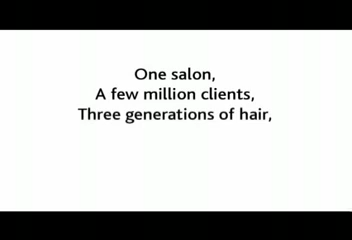 One salon,
A few million clients,
Three generations of hair,